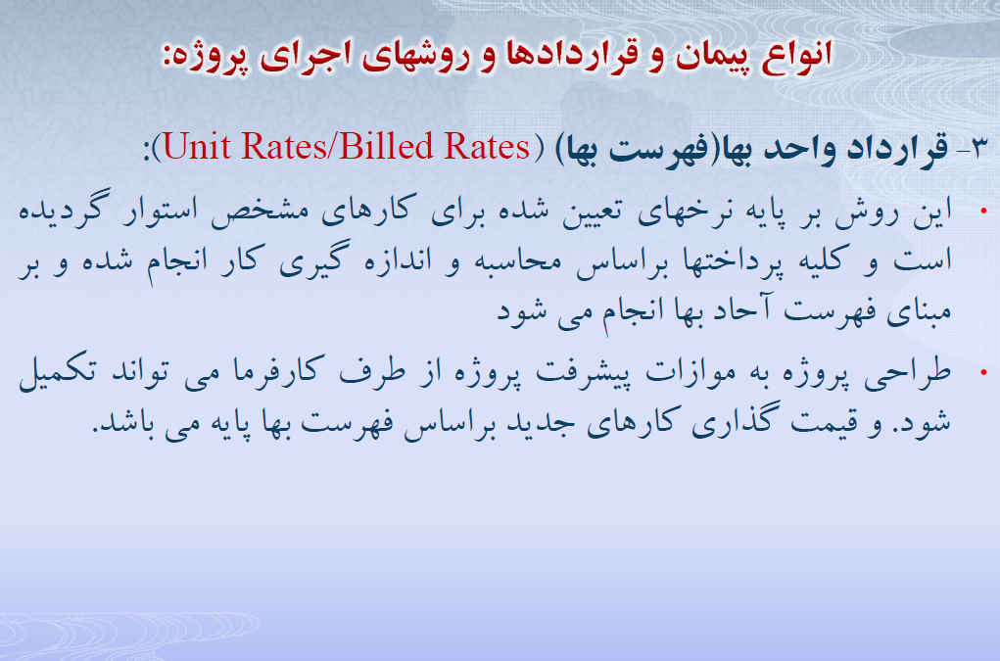 انواع پیمان و قراردادها و روشهای اجرای پروژه:
۳- قرارداد واحد بها(فهرست بها) (Unit Rates/Billed Rates):
• این روش بر پایه نرخهای تعیین شده برای کارهای مشخص استوار گردیده
است و کلیه پرداختها براساس محاسبه و اندازه گیری کار انجام شده و بر
مبنای فهرست آحاد بها انجام می شود
• طراحی پروژه به موازات پیشرفت پروژه از طرف کارفرما می تواند تکمیل
شود. و قیمت گذاری کارهای جدید براساس فهرست بها پایه می باشد.